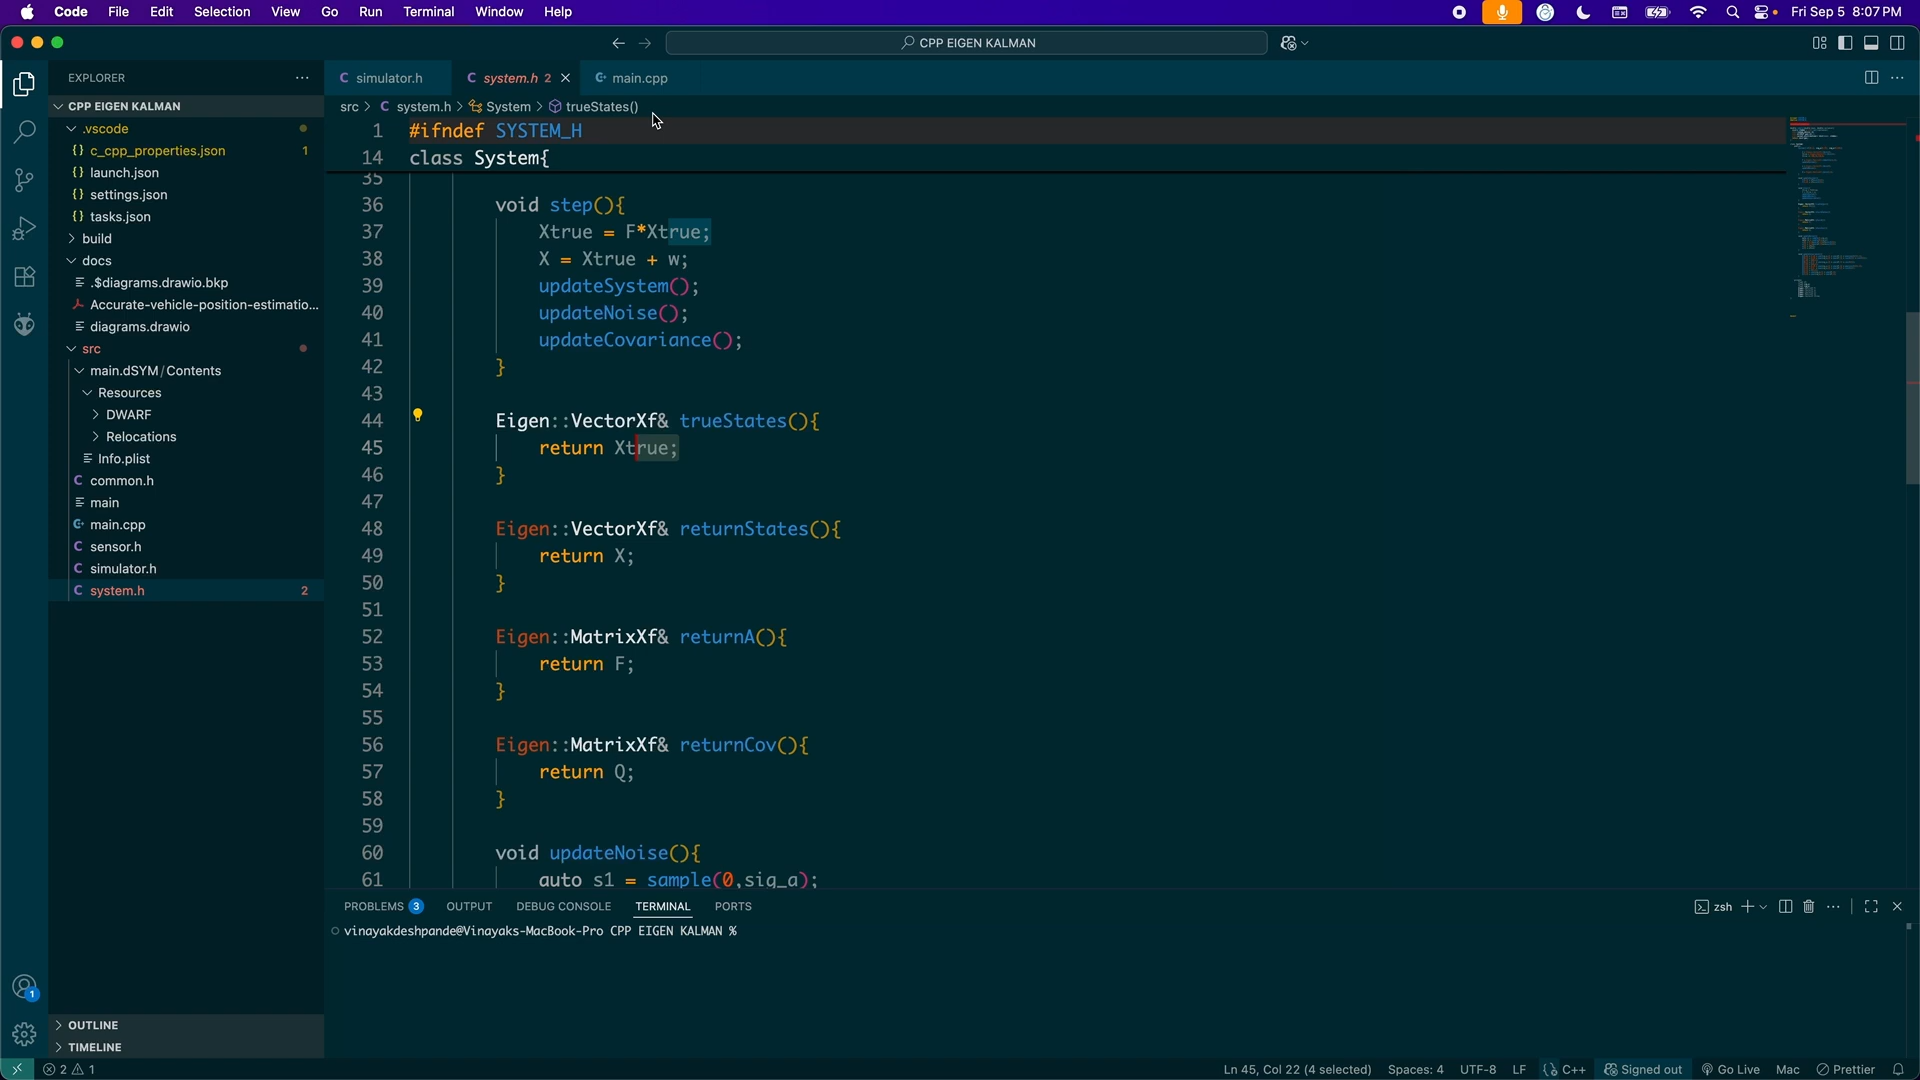 Code File Edit Selection View Go Run Terminal Window Help
Fri Sep 5 8:07 PM
CPP EIGEN KALMAN
EXPLORER
CPP EIGEN KALMAN
.vscode
{} c_cpp_properties.json 1
{} launch.json
{} settings.json
{} tasks.json
build
docs
.$diagrams.drawio.bkp
Accurate-vehicle-position-estimatio...
diagrams.drawio
src
main.dSYM/Contents
Resources
DWARF
Relocations
Info.plist
C common.h
main
main.cpp
C sensor.h
C simulator.h
C system.h 2
OUTLINE
TIMELINE
C simulator.h
C system.h 2
main.cpp
src > C system.h > System > trueStates()
1 #ifndef SYSTEM_H
14 class System{
35
36 void step(){
37 Xtrue = F*Xtrue;
38 X = Xtrue + w;
39 updateSystem();
40 updateNoise();
41 updateCovariance();
42 }
43
44 Eigen::VectorXf& trueStates(){
45 return Xtrue;
46 }
47
48 Eigen::VectorXf& returnStates(){
49 return X;
50 }
51
52 Eigen::MatrixXf& returnA(){
53 return F;
54 }
55
56 Eigen::MatrixXf& returnCov(){
57 return Q;
58 }
59
60 void updateNoise(){
61 auto s1 = sample(0,sig_a);
PROBLEMS 3 OUTPUT DEBUG CONSOLE TERMINAL PORTS
zsh
vinayakdeshpande@Vinayaks-MacBook-Pro CPP EIGEN KALMAN %
1
2 1
Ln 45, Col 22 (4 selected) Spaces: 4 UTF-8 LF C++ Signed out Go Live Mac Prettier